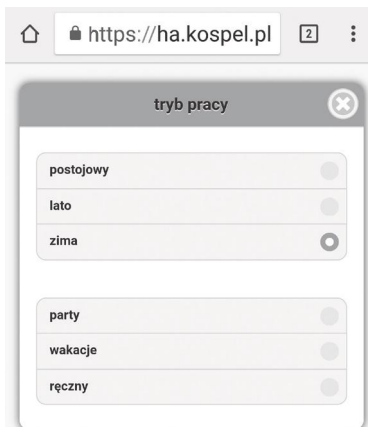 https://ha.kospel.pl 2
tryb pracy
postojowy
lato
zima
party
wakacje
ręczny